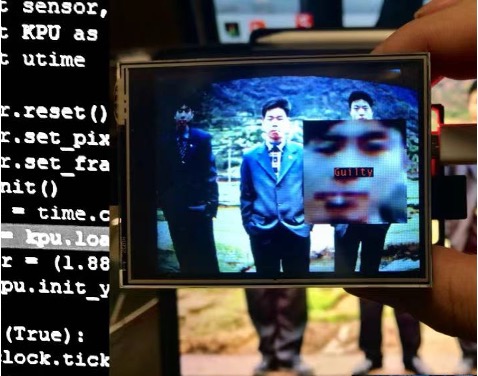 t sensor,
t KPU as
t utime
r.reset()
r.set_pix
r.set_fra
nit()
= time.c
= kpu.loa
r = (1.88
pu.init_y
(True):
lock.tick
Guilty